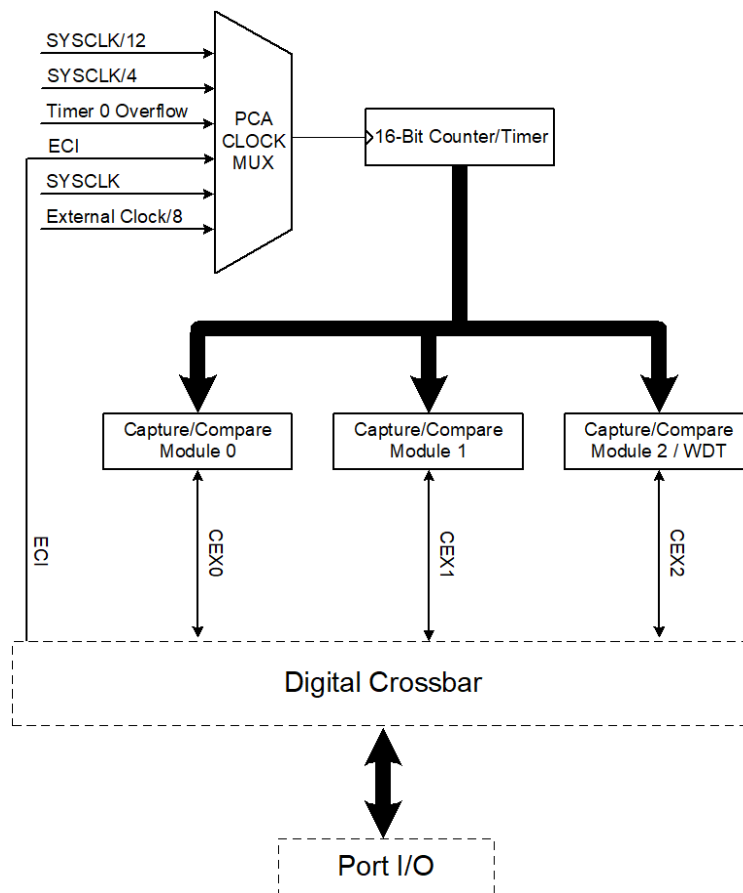 SYSCLK/12
SYSCLK/4
Timer 0 Overflow
ECI
SYSCLK
External Clock/8
PCA
CLOCK
MUX
16-Bit Counter/Timer
Capture/Compare
Module 0
Capture/Compare
Module 1
Capture/Compare
Module 2 / WDT
ECI
CEX0
CEX1
CEX2
Digital Crossbar
Port I/O